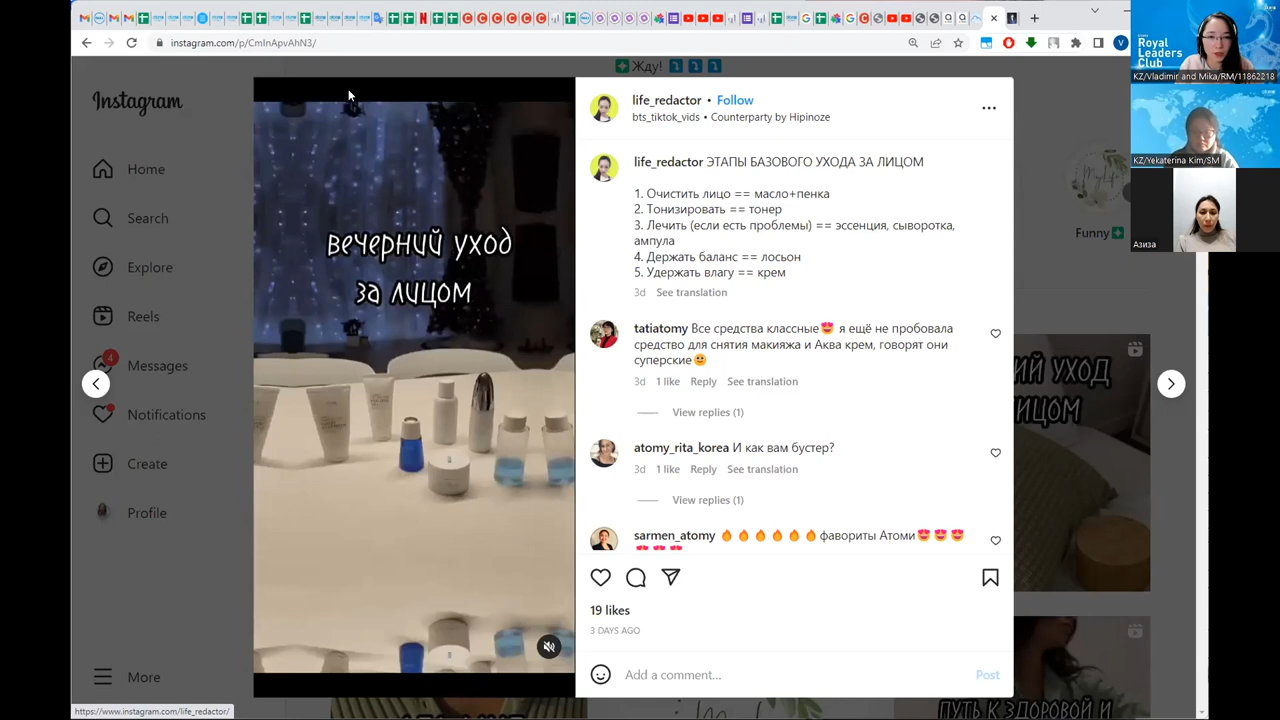 instagram.com/p/CmInApvAhN3/
Жду!
Instagram
Home
Search
Explore
Reels
4
Messages
Notifications
Create
Profile
More
https://www.instagram.com/life_redactor/
вечерний уход
за лицом
life_redactor • Follow
bts_tiktok_vids • Counterparty by Hipinoze
life_redactor ЭТАПЫ БАЗОВОГО УХОДА ЗА ЛИЦОМ
1. Очистить лицо == масло+пенка
2. Тонизировать == тонер
3. Лечить (если есть проблемы) == эссенция, сыворотка,
ампула
4. Держать баланс == лосьон
5. Удержать влагу == крем
3d See translation
tatiatomy Все средства классные😍 я ещё не пробовала
средство для снятия макияжа и Аква крем, говорят они
суперские🙂
3d 1 like Reply See translation
View replies (1)
atomy_rita_korea И как вам бустер?
3d 1 like Reply See translation
View replies (1)
sarmen_atomy 🔥🔥🔥🔥🔥🔥фавориты Атоми😍😍😍
19 likes
3 DAYS AGO
Add a comment...
Post
Funny
ИЙ УХОД
ИЦОМ
ПУТЬ К ЗДОРОВОЙ И
Royal
Leaders
Club
KZ/Vladimir and Mika/RM/11862218
KZ/Yekaterina Kim/SM
Азиза